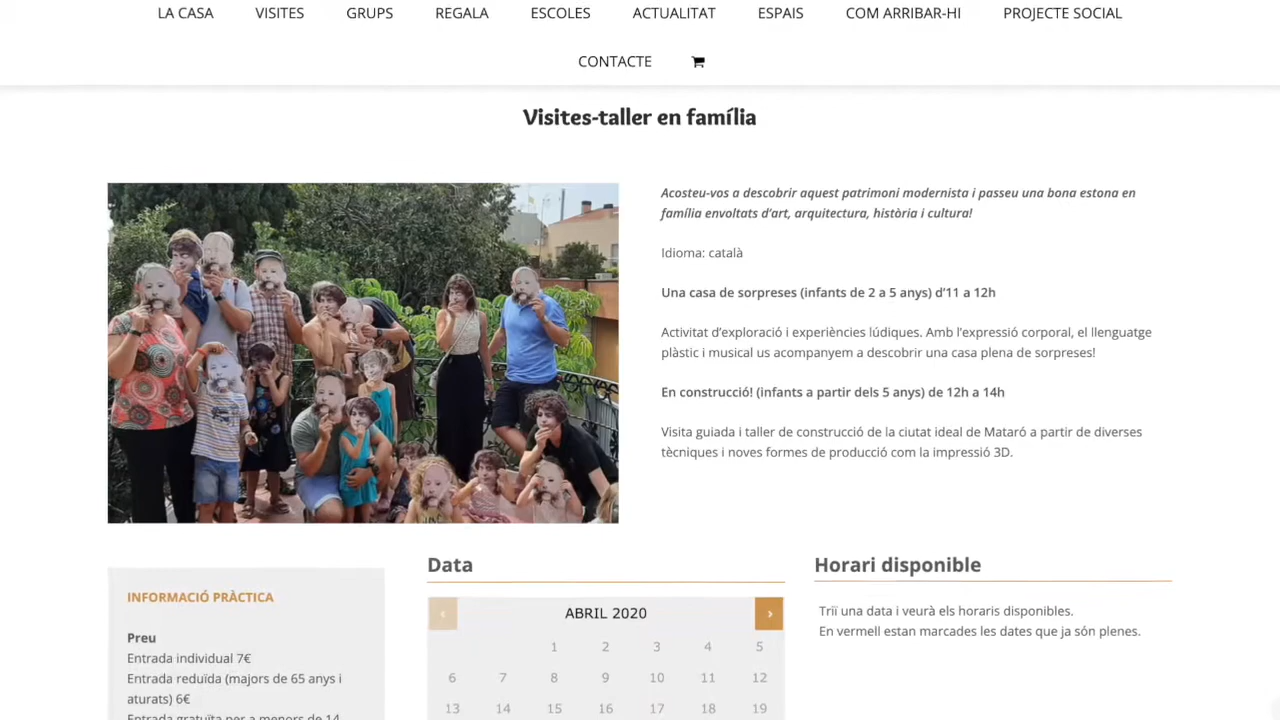 LA CASA VISITES GRUPS REGALA ESCOLES ACTUALITAT ESPAIS COM ARRIBAR-HI PROJECTE SOCIAL
CONTACTE
Visites-taller en família
Acosteu-vos a descobrir aquest patrimoni modernista i passeu una bona estona en
família envoltats d'art, arquitectura, història i cultura!
Idioma: català
Una casa de sorpreses (infants de 2 a 5 anys) d'11 a 12h
Activitat d'exploració i experiències lúdiques. Amb l'expressió corporal, el llenguatge
plàstic i musical us acompanyem a descobrir una casa plena de sorpreses!
En construcció! (infants a partir dels 5 anys) de 12h a 14h
Visita guiada i taller de construcció de la ciutat ideal de Mataró a partir de diverses
tècniques i noves formes de producció com la impressió 3D.
INFORMACIÓ PRÀCTICA
Preu
Entrada individual 7€
Entrada reduïda (majors de 65 anys i
aturats) 6€
Entrada gratuïta per a menors de 14
Data
‹ ABRIL 2020 ›
1 2 3 4 5
6 7 8 9 10 11 12
13 14 15 16 17 18 19
Horari disponible
Triï una data i veurà els horaris disponibles.
En vermell estan marcades les dates que ja són plenes.